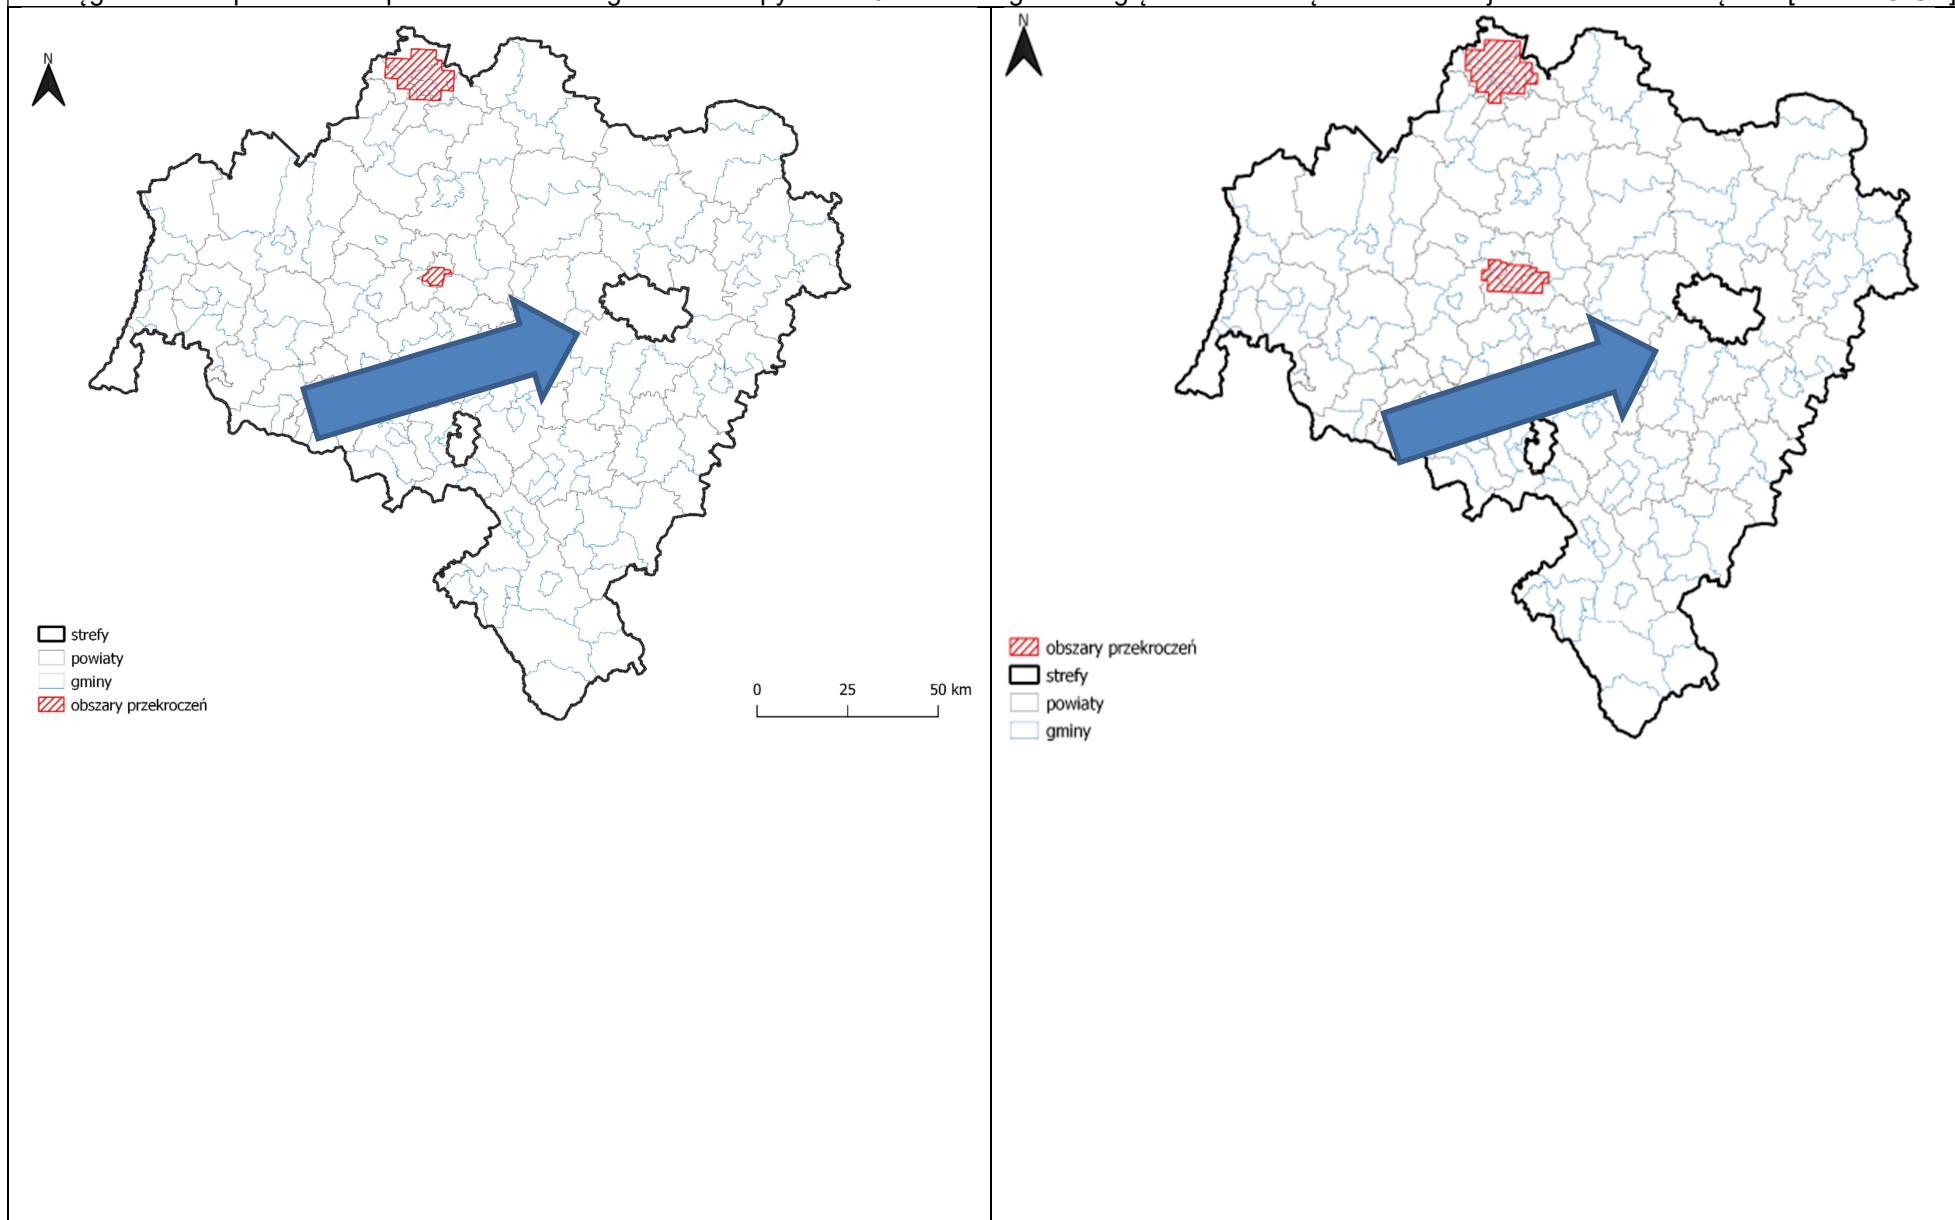 N
strefy
powiaty
gminy
obszary przekroczeń
0 25 50 km
N
obszary przekroczeń
strefy
powiaty
gminy